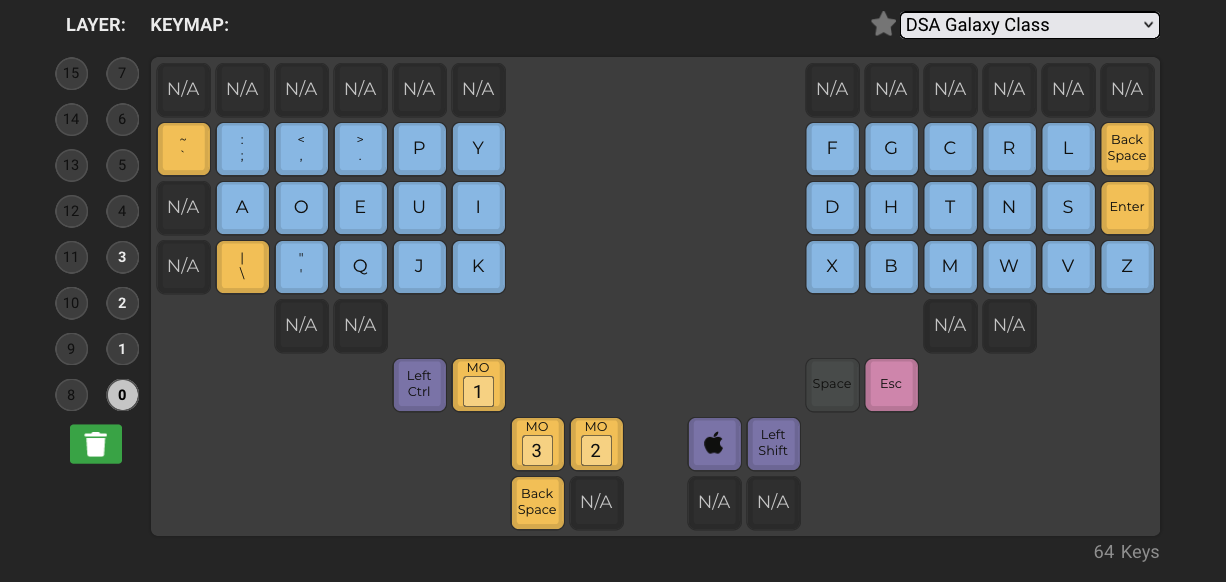 LAYER: KEYMAP: DSA Galaxy Class
15 7 N/A N/A N/A N/A N/A N/A N/A N/A N/A N/A N/A N/A
14 6 ~ ` : ; < , > . P Y F G C R L Back Space
13 5
12 4 N/A A O E U I D H T N S Enter
11 3 N/A | \ " ' Q J K X B M W V Z
10 2 N/A N/A N/A N/A
9 1
8 0 Left Ctrl MO 1 Space Esc
MO 3 MO 2 Left Shift
Back Space N/A N/A N/A
64 Keys